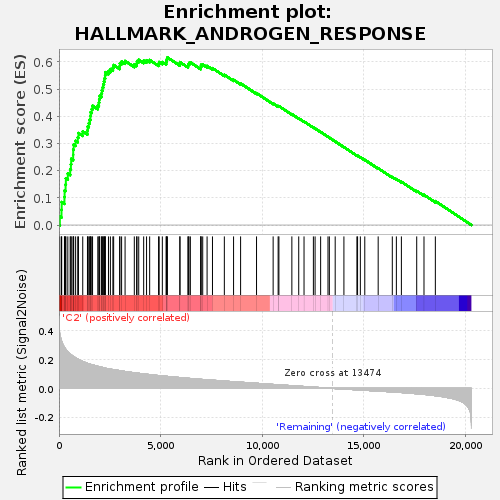 Enrichment plot:
HALLMARK_ANDROGEN_RESPONSE
Enrichment score (ES)
0.6
0.5
0.4
0.3
0.2
0.1
0.0
'C2' (positively correlated)
Ranked list metric (Signal2Noise)
0.4
0.2
0.0
-0.2
Zero cross at 13474
'Remaining' (negatively correlated)
0
5,000
10,000
15,000
20,000
Rank in Ordered Dataset
Enrichment profile
Hits
Ranking metric scores